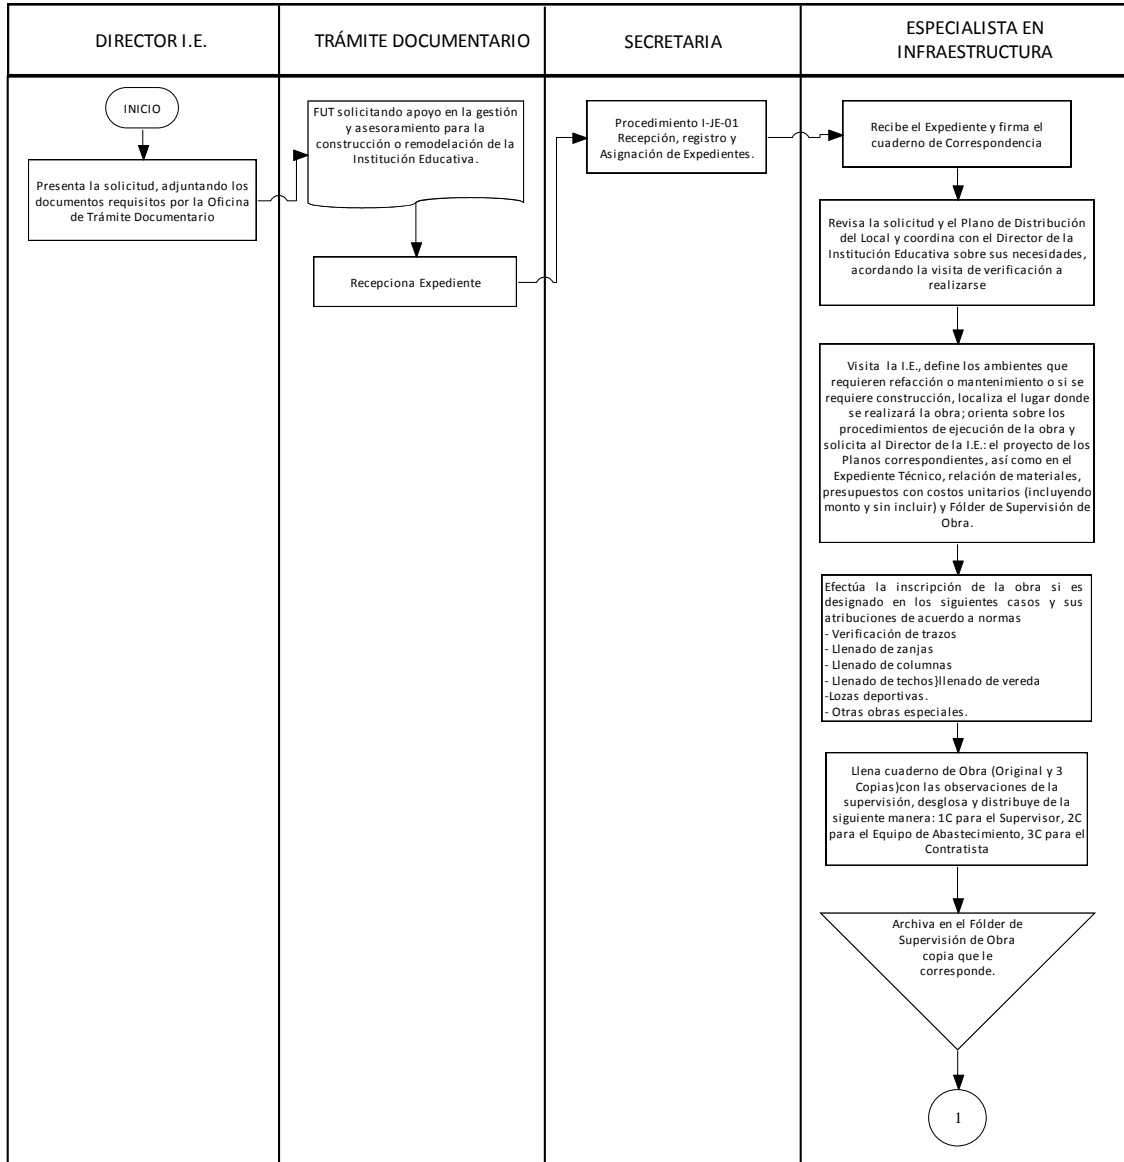 DIRECTOR I.E.
TRÁMITE DOCUMENTARIO
SECRETARIA
ESPECIALISTA EN
INFRAESTRUCTURA
INICIO
Presenta la solicitud, adjuntando los
documentos requisitos por la Oficina
de Trámite Documentario
FUT solicitando apoyo en la gestión
y asesoramiento para la
construcción o remodelación de la
Institución Educativa.
Recepciona Expediente
Procedimiento I-JE-01
Recepción, registro y
Asignación de Expedientes.
Recibe el Expediente y firma el
cuaderno de Correspondencia
Revisa la solicitud y el Plano de Distribución
del Local y coordina con el Director de la
Institución Educativa sobre sus necesidades,
acordando la visita de verificación a
realizarse
Visita la I.E., define los ambientes que
requieren refacción o mantenimiento o si se
requiere construcción, localiza el lugar donde
se realizará la obra; orienta sobre los
procedimientos de ejecución de la obra y
solicita al Director de la I.E.: el proyecto de los
Planos correspondientes, así como en el
Expediente Técnico, relación de materiales,
presupuestos con costos unitarios (incluyendo
monto y sin incluir) y Fólder de Supervisión de
Obra.
Efectúa la inscripción de la obra si es
designado en los siguientes casos y sus
atribuciones de acuerdo a normas
- Verificación de trazos
- Llenado de zanjas
- Llenado de columnas
- Llenado de techos}llenado de vereda
-Lozas deportivas.
- Otras obras especiales.
Llena cuaderno de Obra (Original y 3
Copias)con las observaciones de la
supervisión, desglosa y distribuye de la
siguiente manera: 1C para el Supervisor, 2C
para el Equipo de Abastecimiento, 3C para el
Contratista
Archiva en el Fólder de
Supervisión de Obra
copia que le
corresponde.
1